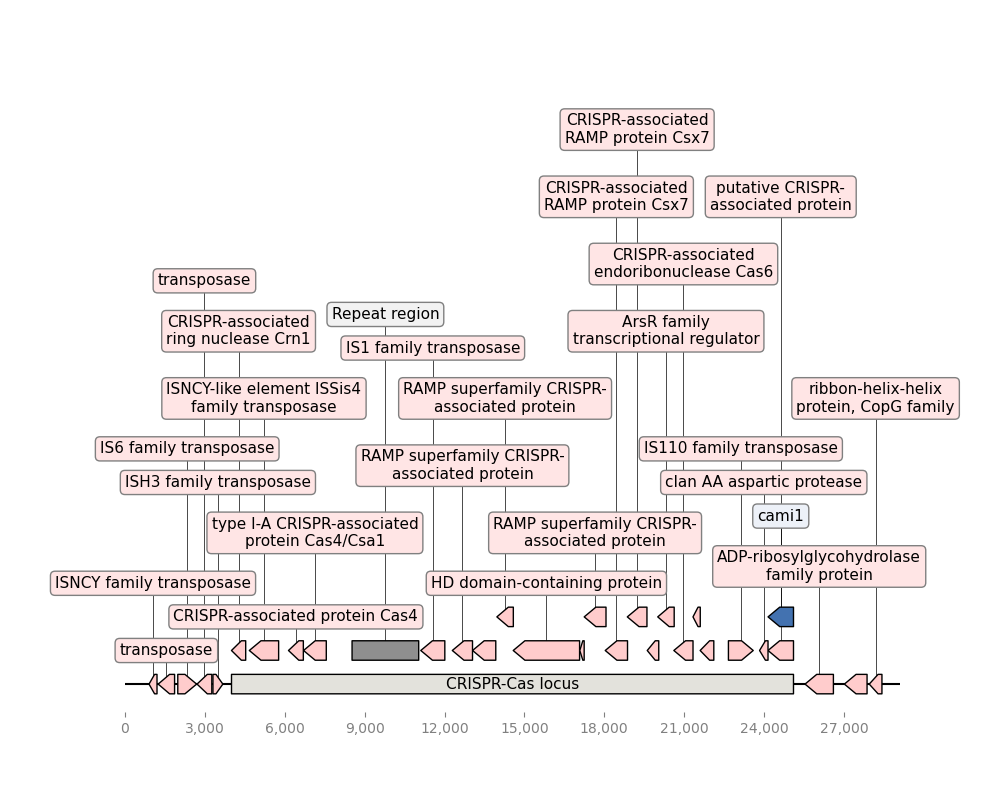 CRISPR-associated
RAMP protein Csx7
CRISPR-associated
RAMP protein Csx7
putative CRISPR-
associated protein
CRISPR-associated
endoribonuclease Cas6
transposase
Repeat region
CRISPR-associated
ring nuclease Crn1
ArsR family
transcriptional regulator
IS1 family transposase
ISNCY-like element ISSis4
family transposase
RAMP superfamily CRISPR-
associated protein
ribbon-helix-helix
protein, CopG family
IS6 family transposase
IS110 family transposase
RAMP superfamily CRISPR-
associated protein
ISH3 family transposase
clan AA aspartic protease
cami1
type I-A CRISPR-associated
protein Cas4/Csa1
RAMP superfamily CRISPR-
associated protein
ADP-ribosylglycohydrolase
family protein
ISNCY family transposase
HD domain-containing protein
CRISPR-associated protein Cas4
transposase
CRISPR-Cas locus
0
3,000
6,000
9,000
12,000
15,000
18,000
21,000
24,000
27,000